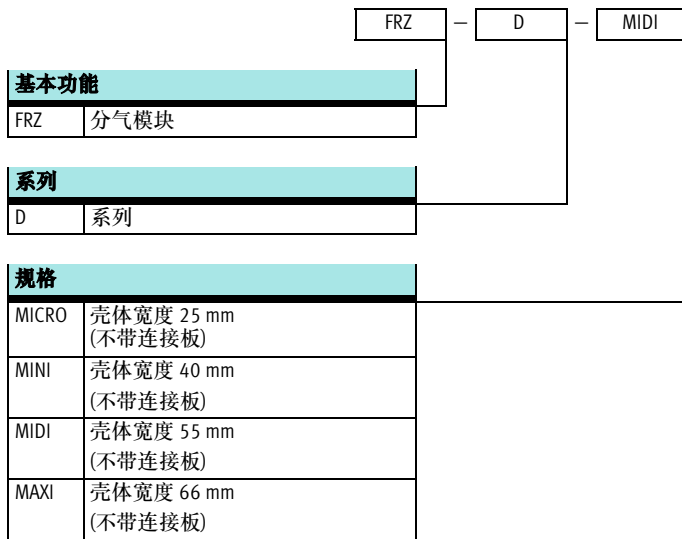 FRZ – D – MIDI
基本功能
FRZ 分气模块
系列
D 系列
规格
MICRO 壳体宽度 25 mm
(不带连接板)
MINI 壳体宽度 40 mm
(不带连接板)
MIDI 壳体宽度 55 mm
(不带连接板)
MAXI 壳体宽度 66 mm
(不带连接板)